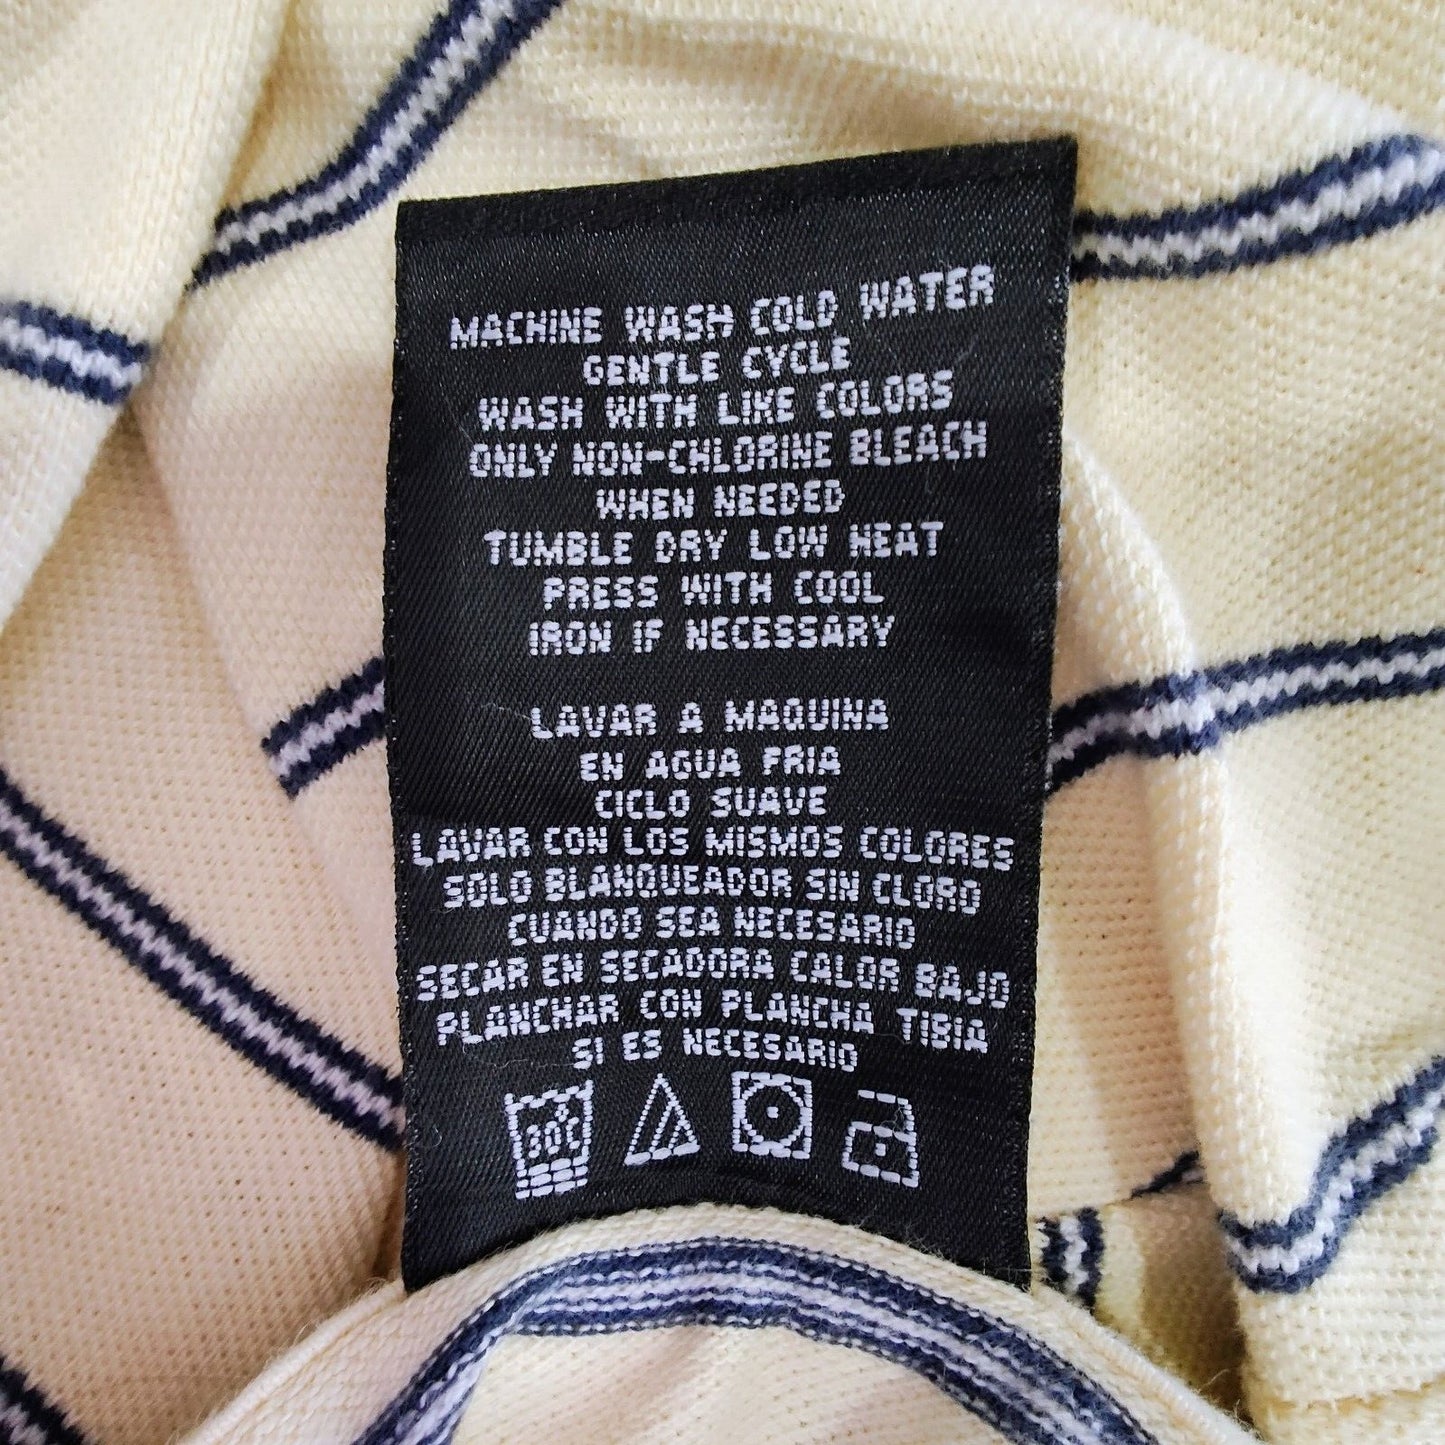 MACHINE WASH COLD WATER
GENTLE CYCLE
WASH WITH LIKE COLORS
ONLY NON-CHLORINE BLEACH
WHEN NEEDED
TUMBLE DRY LOW HEAT
PRESS WITH COOL
IRON IF NECESSARY
LAVAR A MAQUINA
EN AGUA FRIA
CICLO SUAVE
LAVAR CON LOS MISMOS COLORES
SOLO BLANQUEADOR SIN CLORO
CUANDO SEA NECESARIO
SECAR EN SECADORA CALOR BAJO
PLANCHAR CON PLANCHA TIBIA
SI ES NECESARIO
30C